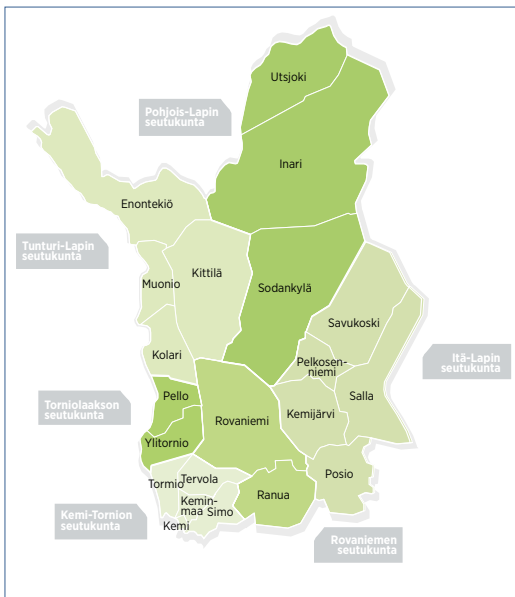 Utsjoki
Pohjois-Lapin
seutukunta
Inari
Enontekiö
Tunturi-Lapin
seutukunta
Kittilä
Muonio
Sodankylä
Savukoski
Kolari
Pelkosen-
niemi
Itä-Lapin
seutukunta
Pello
Salla
Torniolaakson
seutukunta
Rovaniemi
Kemijärvi
Ylitornio
Tervola
Tormio
Posio
Ranua
Kemin-
maa
Simo
Kemi-Tornion
seutukunta
Kemi
Rovaniemen
seutukunta